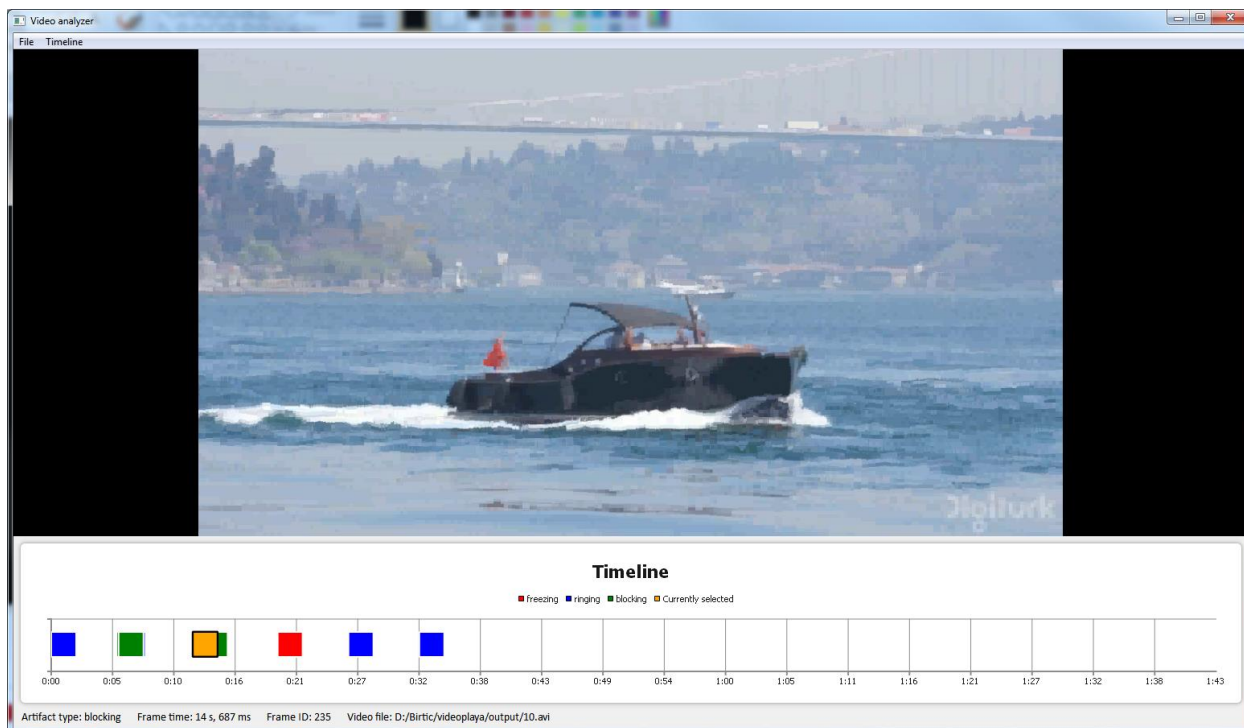 Video analyzer
File Timeline
Digiturk
Timeline
freezing ringing blocking Currently selected
0:00 0:05 0:10 0:16 0:21 0:27 0:32 0:38 0:43 0:49 0:54 1:00 1:05 1:11 1:16 1:21 1:27 1:32 1:38 1:43
Artifact type: blocking Frame time: 14 s, 687 ms Frame ID: 235 Video file: D:/Birtic/videoplaya/output/10.avi